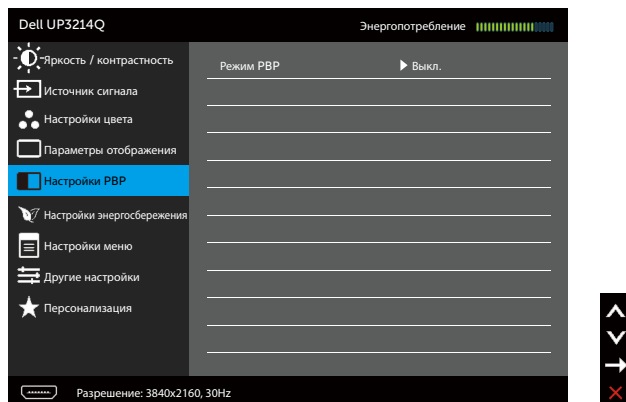 Dell UP3214Q
Энергопотребление
Яркость / контрастность
Режим PBP
Выкл.
Источник сигнала
Настройки цвета
Параметры отображения
Настройки PBP
Настройки энергосбережения
Настройки меню
Другие настройки
Персонализация
Разрешение: 3840x2160, 30Hz